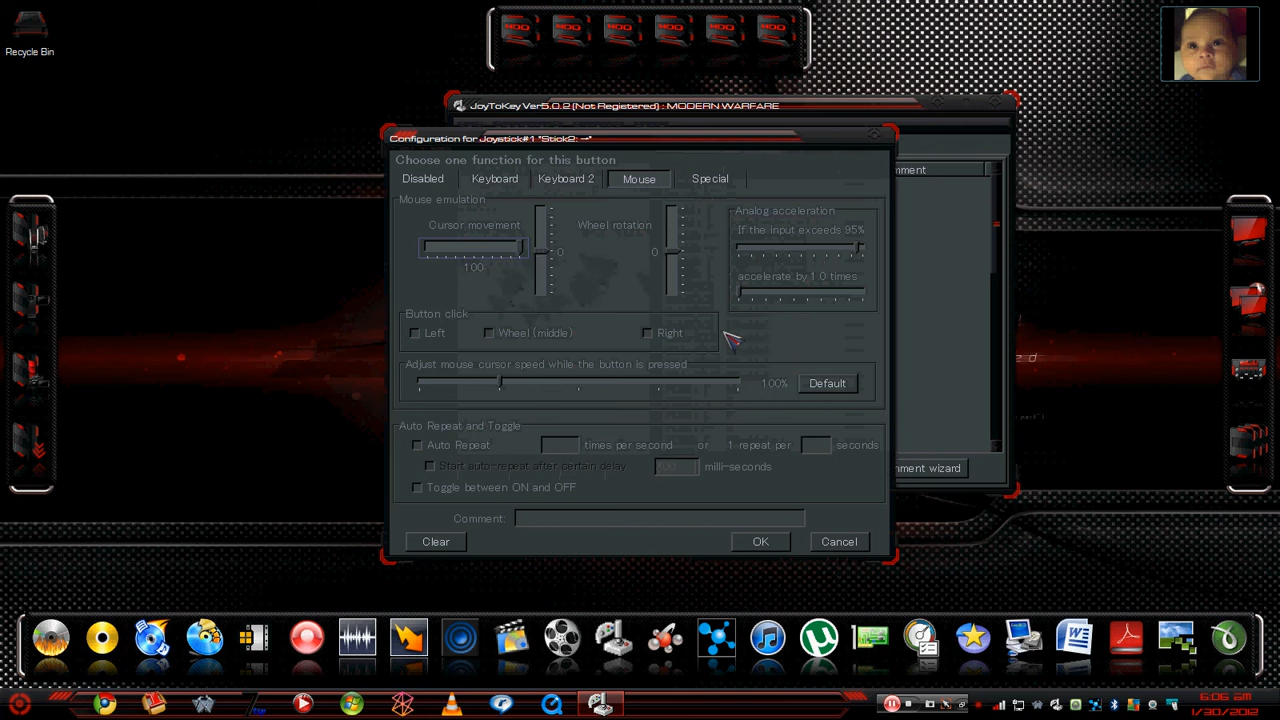 Recycle Bin
JoyToKey Ver5.0.2 (Not Registered) : MODERN WARFARE
Configuration for Joystick#1 "Stick2: →"
Choose one function for this button
Disabled Keyboard Keyboard 2 Mouse Special
mment
Mouse emulation
Analog acceleration
Cursor movement
Wheel rotation
If the input exceeds 95%
0
0
100
accelerate by 1.0 times
Button click
Left Wheel (middle) Right
Adjust mouse cursor speed while the button is pressed
100% Default
Auto Repeat and Toggle
Auto Repeat times per second or 1 repeat per seconds
Start auto-repeat after certain delay milli-seconds
nment wizard
Toggle between ON and OFF
Comment:
Clear OK Cancel
6:06 am
1/30/2012